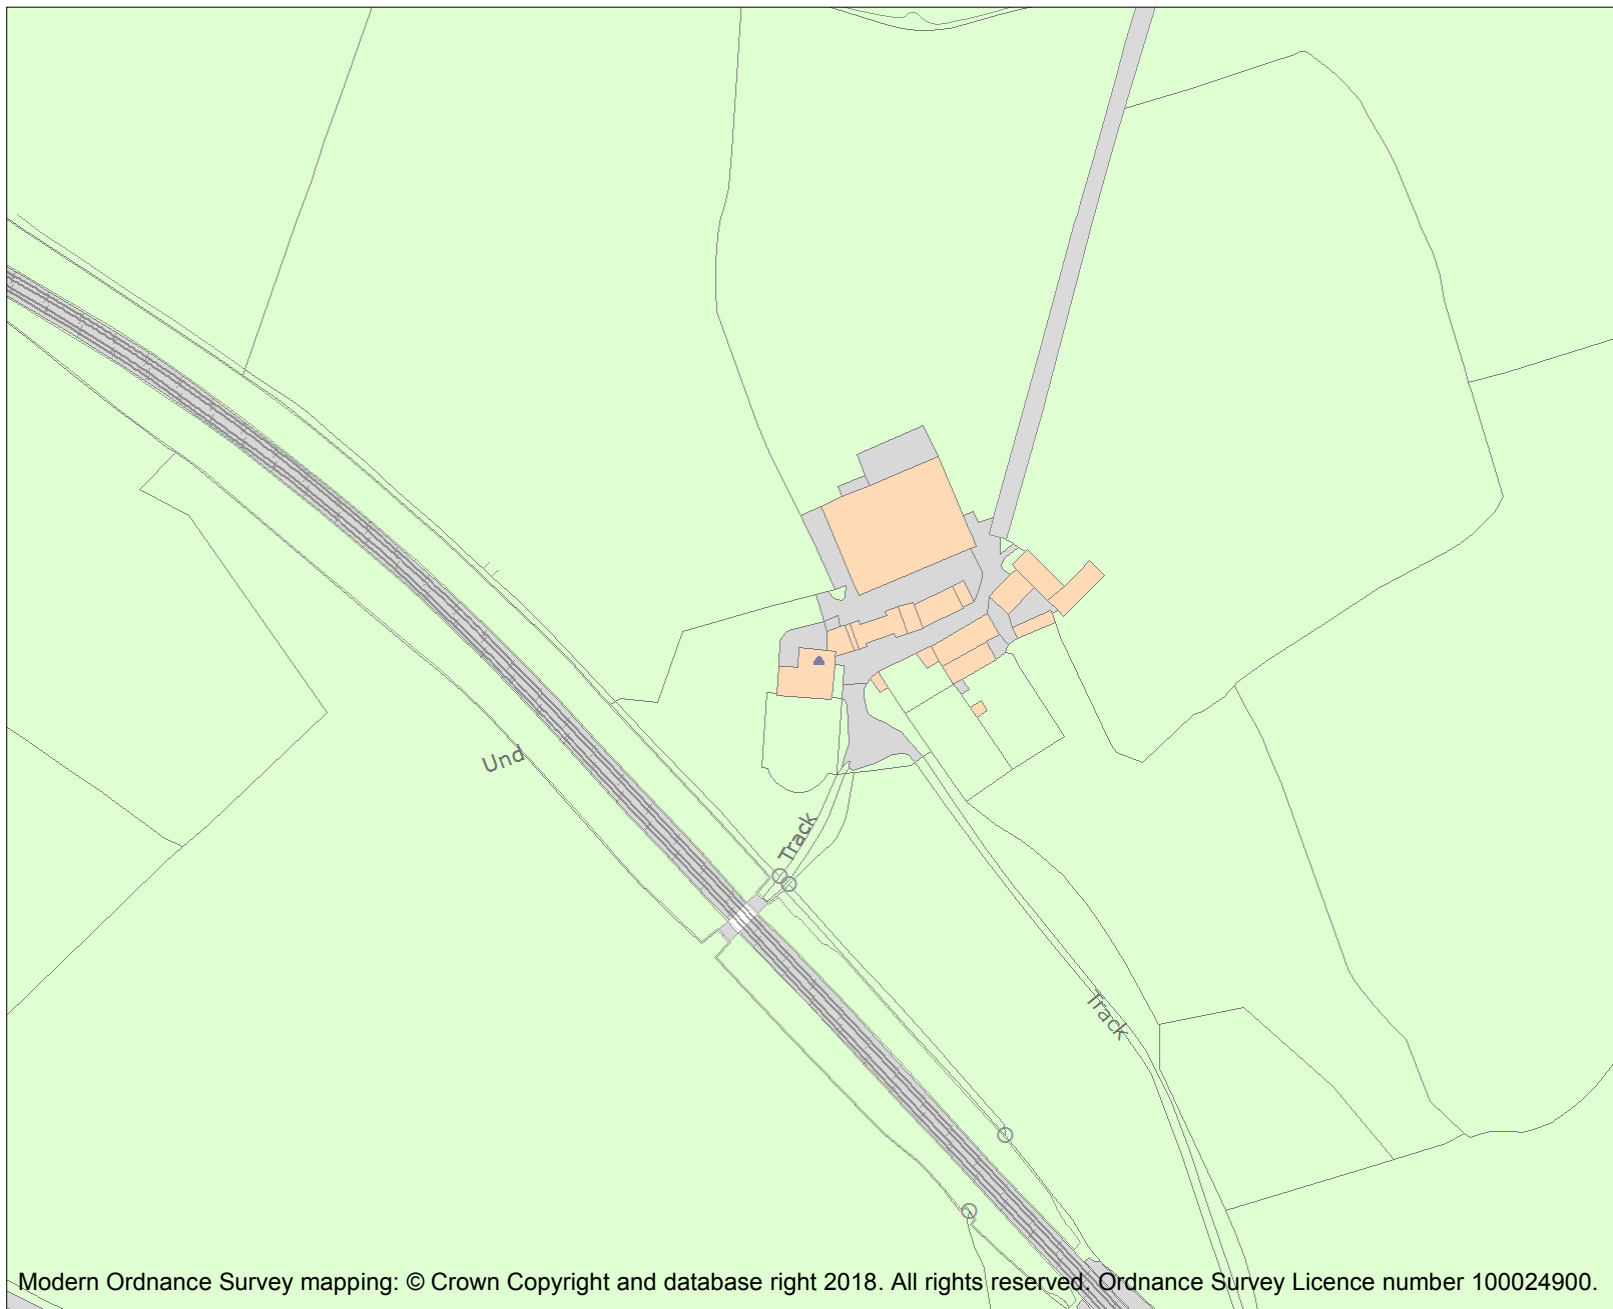 Und
Track
Track
Modern Ordnance Survey mapping: © Crown Copyright and database right 2018. All rights reserved. Ordnance Survey Licence number 100024900.